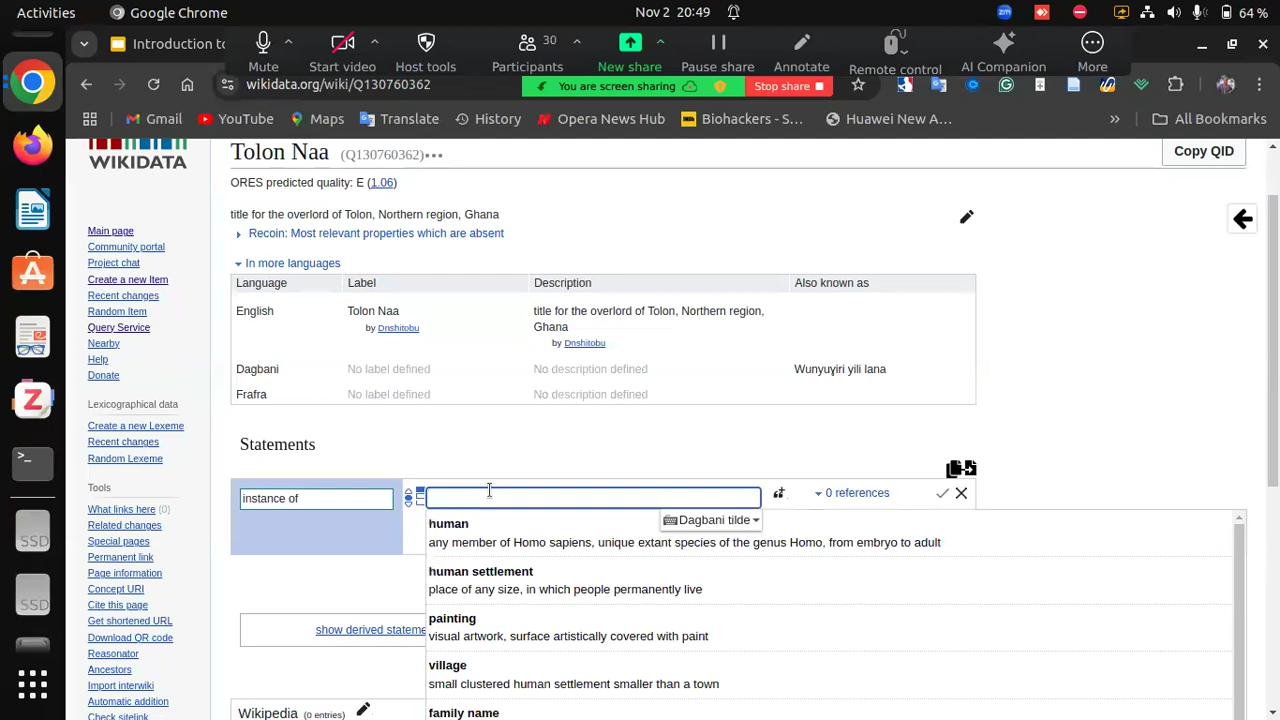 Activities
Google Chrome
Nov 2 20:49
zm
64 %
Introduction to
30
Mute
Start video
Host tools
Participants
New share
Pause share
Annotate
Remote control
AI Companion
More
wikidata.org/wiki/Q130760362
You are screen sharing
Stop share
Gmail
YouTube
Maps
Translate
History
Opera News Hub
Biohackers - S...
Huawei New A...
»
All Bookmarks
WIKIDATA
Main page
Community portal
Project chat
Create a new Item
Recent changes
Random Item
Query Service
Nearby
Help
Donate
Lexicographical data
Create a new Lexeme
Recent changes
Random Lexeme
Tools
What links here (0)
Related changes
Special pages
Permanent link
Page information
Concept URI
Cite this page
Get shortened URL
Download QR code
Homonyms
Ancestors
Import interwiki
Automatic addition
Check sitelink
Tolon Naa (Q130760362)•••
Copy QID
ORES predicted quality: E (1.06)
title for the overlord of Tolon, Northern region, Ghana
Recoin: Most relevant properties which are absent
In more languages
Language Label Description Also known as
English Tolon Naa title for the overlord of Tolon, Northern region,
Ghana
by Dnshitobu by Dnshitobu
Dagbani No label defined No description defined Wunyuɣiri yili lana
Frafra No label defined No description defined
Statements
instance of
0 references
Dagbani tilde
human
any member of Homo sapiens, unique extant species of the genus Homo, from embryo to adult
human settlement
place of any size, in which people permanently live
painting
visual artwork, surface artistically covered with paint
village
small clustered human settlement smaller than a town
family name
show derived stateme
Wikipedia (0 entries)
SSD
SSD